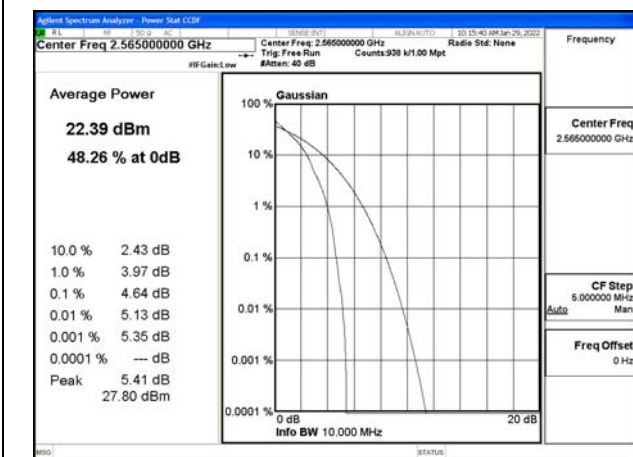 Agilent Spectrum Analyzer - Power Stat CCDF
RL RF 50 Ω AC SENSE:INT ALIGN AUTO 10:15:40 AM Jan 29, 2022
Center Freq 2.565000000 GHz
Center Freq: 2.565000000 GHz Radio Std: None
Trig: Free Run Counts:938 k/1.00 Mpt
#IFGain:Low #Atten: 40 dB
Frequency
Average Power
22.39 dBm
48.26 % at 0dB
10.0 % 2.43 dB
1.0 % 3.97 dB
0.1 % 4.64 dB
0.01 % 5.13 dB
0.001 % 5.35 dB
0.0001 % --- dB
Peak 5.41 dB
27.80 dBm
Gaussian
100 %
10 %
1 %
0.1 %
0.01 %
0.001 %
0.0001 %
0 dB 20 dB
Info BW 10.000 MHz
Center Freq
2.565000000 GHz
CF Step
5.000000 MHz
Auto Man
Freq Offset
0 Hz
MSG STATUS